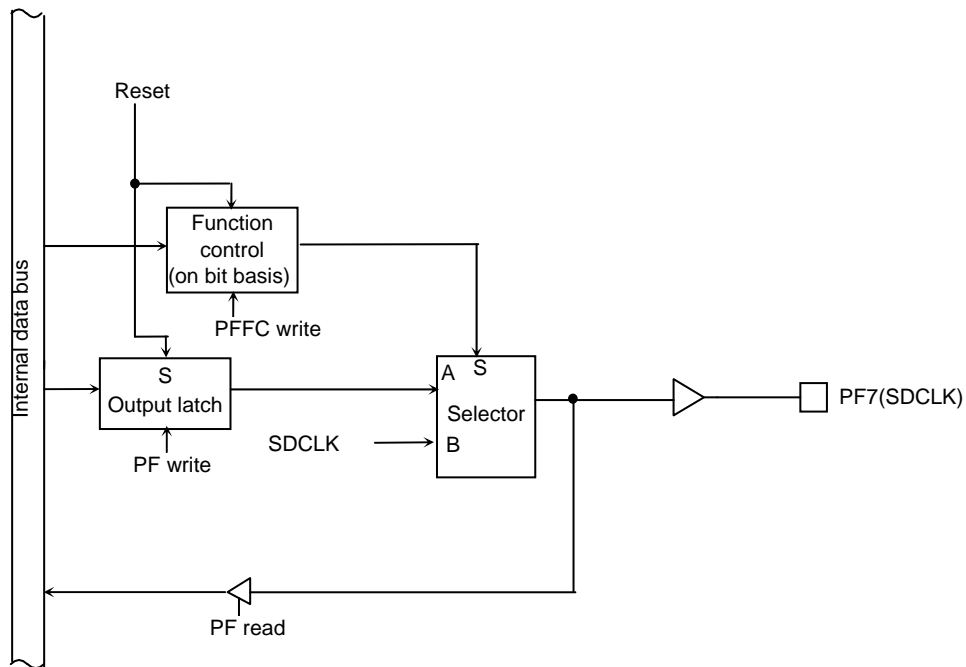 Reset
Function
control
(on bit basis)
PFFC write
Internal data bus
S
Output latch
PF write
A
S
Selector
B
SDCLK
PF7(SDCLK)
PF read